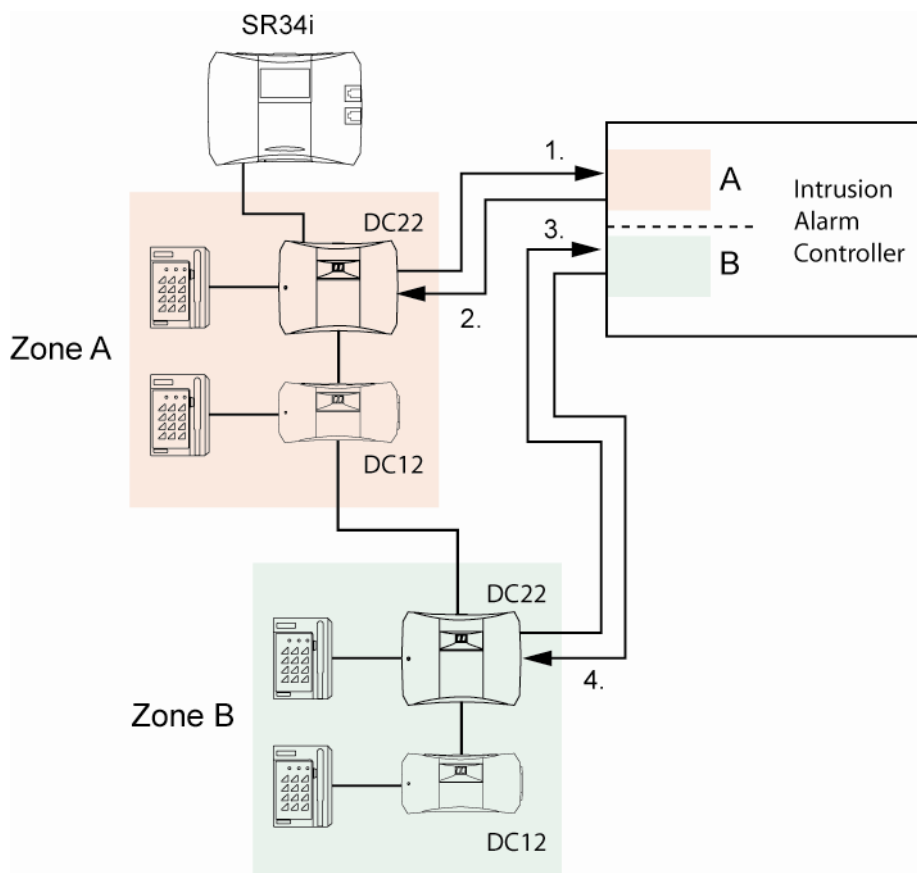 SR34i
1.
A
Intrusion
Alarm
Controller
DC22
3.
B
2.
Zone A
DC12
DC22
4.
Zone B
DC12